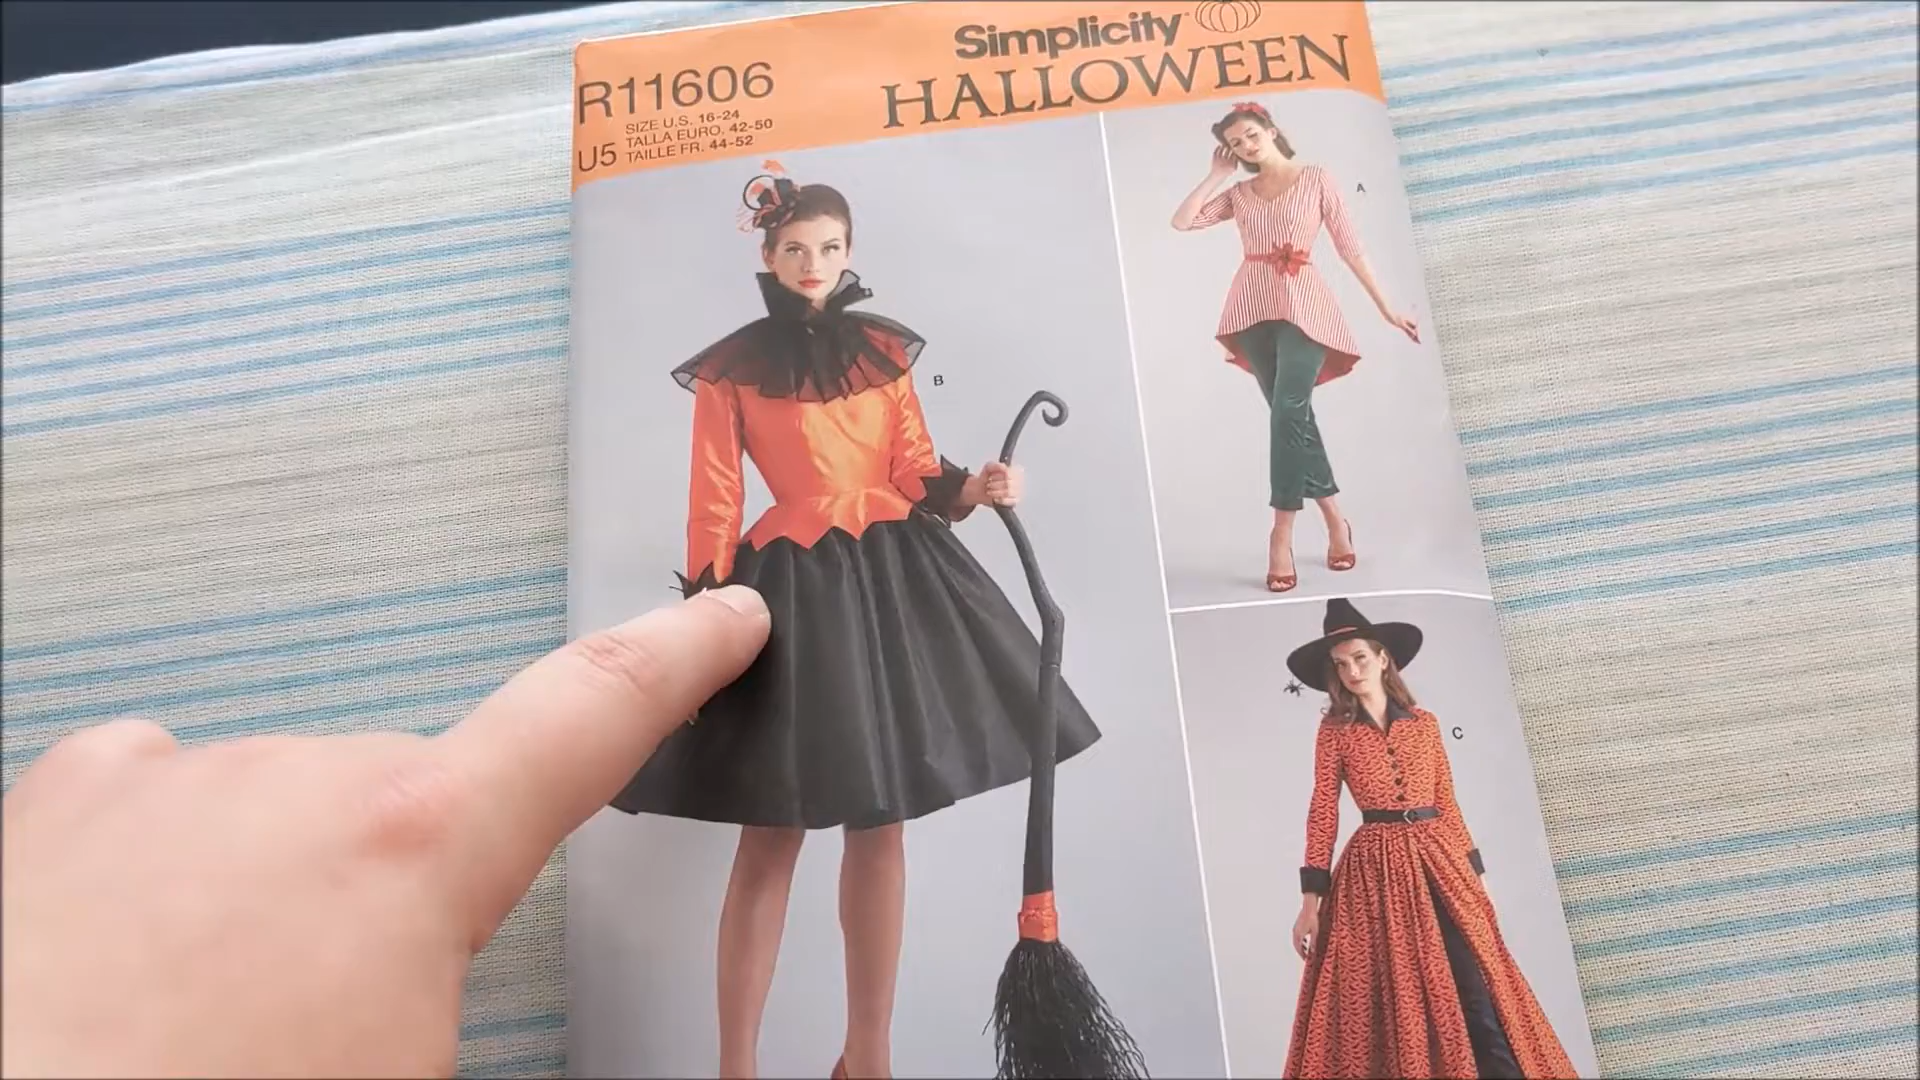 Simplicity
HALLOWEEN
R11606
SIZE U.S. 16-24
U5 TALLA EURO. 42-50
TAILLE FR. 44-52
A
B
C